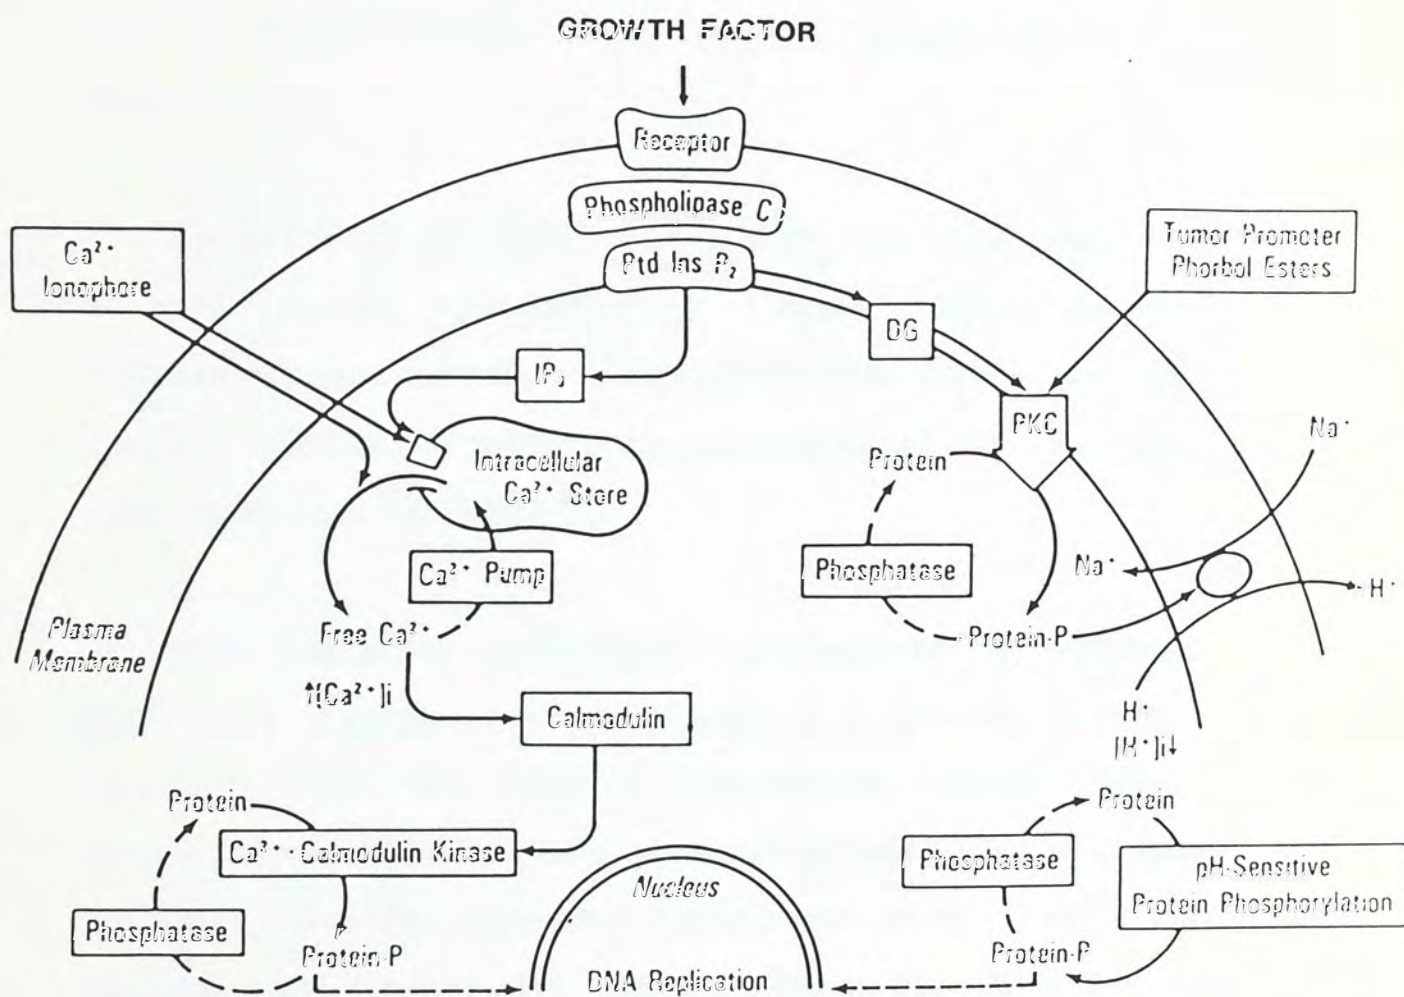 GROWTH FACTOR
Receptor
Phospholipase C
Ptd Ins P₂
Ca²⁺
Ionophore
Tumor Promoter
Phorbol Esters
DG
IP₃
PKC
Na⁺
Intracellular
Ca²⁺ Store
Protein
Ca²⁺ Pump
Phosphatase
Na⁺
H⁺
Plasma
Membrane
Free Ca²⁺
Protein-P
↑[Ca²⁺]i
Calmodulin
H⁺
[H⁺]i↓
Protein
Protein
Ca²⁺-Calmodulin Kinase
Phosphatase
pH-Sensitive
Protein Phosphorylation
Nucleus
Phosphatase
Protein-P
Protein-P
DNA Replication